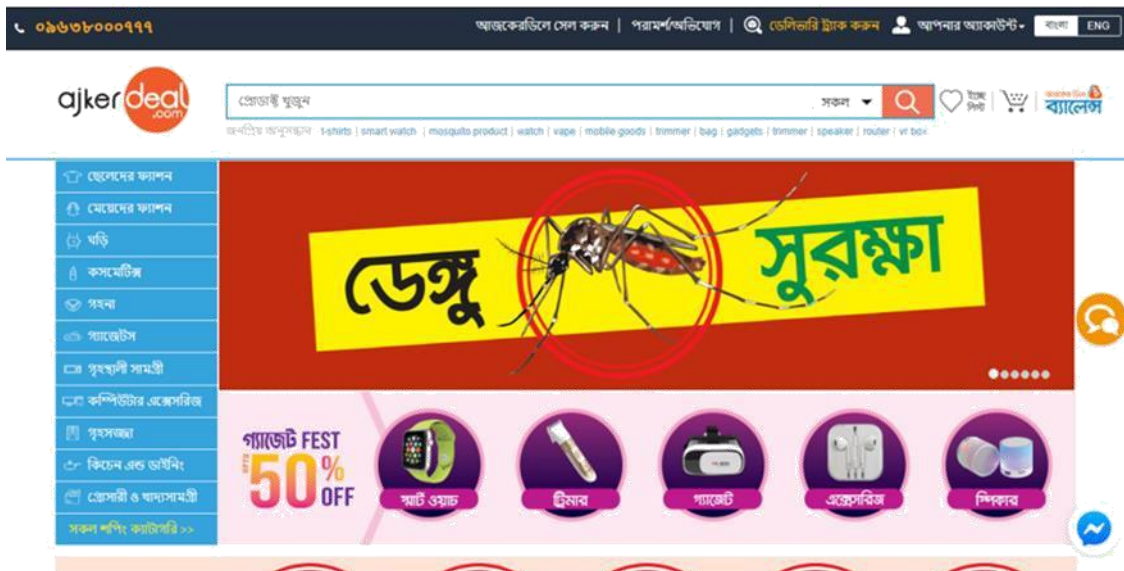 ০৯৬৩৮০০০৭৭৭
আজকেরডিলে সেল করুন | পরামর্শ/অভিযোগ | ডেলিভারি ট্র্যাক করুন আপনার অ্যাকাউন্ট
বাংলা ENG
ajkerdeal
.com
প্রোডাক্ট খুজুন
সকল
ইচ্ছে
লিস্ট
ব্যালেন্স
জনপ্রিয় অনুসন্ধান t-shirts | smart watch | mosquito product | watch | vape | mobile goods | trimmer | bag | gadgets | trimmer | speaker | router | vr box
ছেলেদের ফ্যাশন
মেয়েদের ফ্যাশন
ঘড়ি
কসমেটিক্স
গহনা
গ্যাজেটস
গৃহস্থালী সামগ্রী
কম্পিউটার এক্সেসরিজ
গৃহসজ্জা
কিচেন এন্ড ডাইনিং
গ্রোসারী ও খাদ্যসামগ্রী
সকল শপিং ক্যাটাগরি >>
ডেঙ্গু সুরক্ষা
গ্যাজেট FEST
UPTO 50% OFF
স্মার্ট ওয়াচ
ট্রিমার
গ্যাজেট
এক্সেসরিজ
স্পিকার